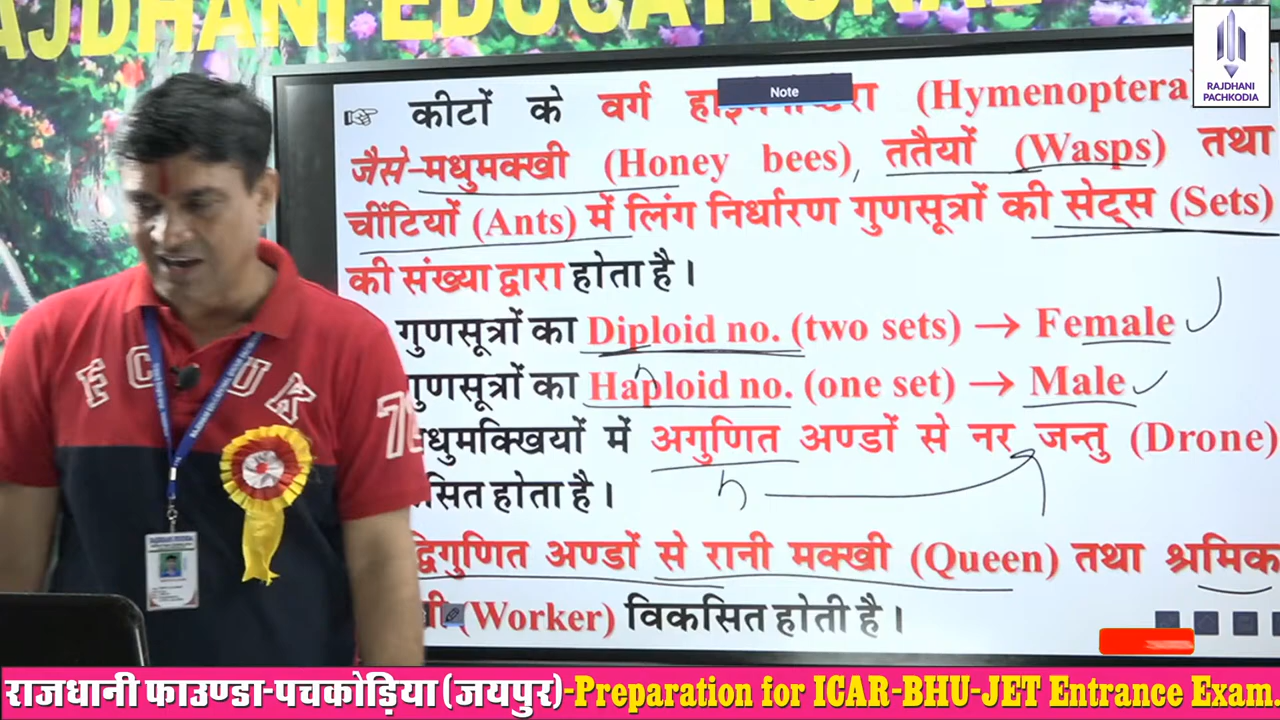 RAJDHANI EDUCATIONAL
RAJDHANI
PACHKODIA
Note
☞ कीटों के वर्ग (Hymenoptera)
जैसे-मधुमक्खी (Honey bees), ततैयों (Wasps) तथा
चींटियों (Ants) में लिंग निर्धारण गुणसूत्रों की सेट्स (Sets)
की संख्या द्वारा होता है।
गुणसूत्रों का Diploid no. (two sets) → Female
गुणसूत्रों का Haploid no. (one set) → Male
n
धुमक्खियों में अगुणित अण्डों से नर जन्तु (Drone)
सित होता है।
n
द्विगुणित अण्डों से रानी मक्खी (Queen) तथा श्रमिक
(Worker) विकसित होती है।
F C U K
राजधानी फाउण्डा-पचकोड़िया (जयपुर)-Preparation for ICAR-BHU-JET Entrance Exam.